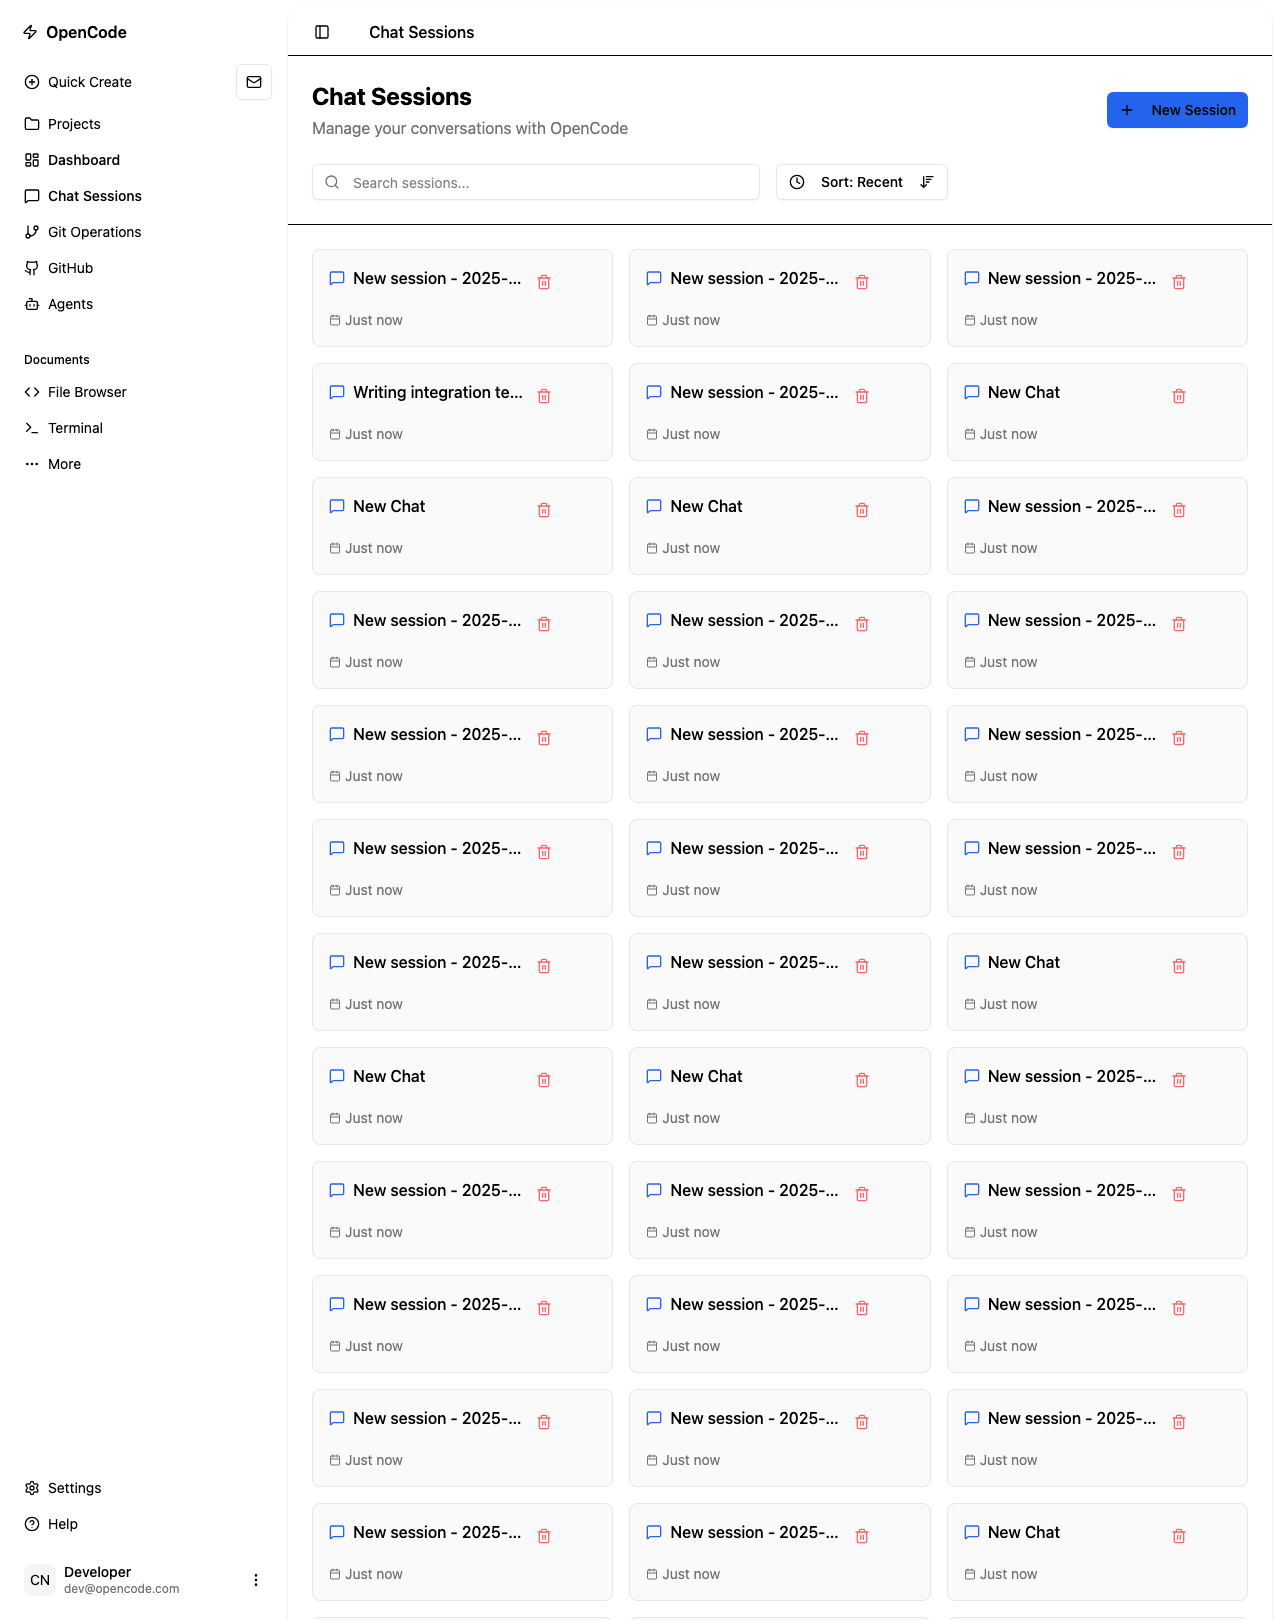 OpenCode
Quick Create
Projects
Dashboard
Chat Sessions
Git Operations
GitHub
Agents
Documents
File Browser
Terminal
More
Settings
Help
CN
Developer
dev@opencode.com
Chat Sessions
Chat Sessions
Manage your conversations with OpenCode
New Session
Search sessions...
Sort: Recent
New session - 2025-...
Just now
New session - 2025-...
Just now
New session - 2025-...
Just now
Writing integration te...
Just now
New session - 2025-...
Just now
New Chat
Just now
New Chat
Just now
New Chat
Just now
New session - 2025-...
Just now
New session - 2025-...
Just now
New session - 2025-...
Just now
New session - 2025-...
Just now
New session - 2025-...
Just now
New session - 2025-...
Just now
New session - 2025-...
Just now
New session - 2025-...
Just now
New session - 2025-...
Just now
New session - 2025-...
Just now
New session - 2025-...
Just now
New session - 2025-...
Just now
New Chat
Just now
New Chat
Just now
New Chat
Just now
New session - 2025-...
Just now
New session - 2025-...
Just now
New session - 2025-...
Just now
New session - 2025-...
Just now
New session - 2025-...
Just now
New session - 2025-...
Just now
New session - 2025-...
Just now
New session - 2025-...
Just now
New session - 2025-...
Just now
New session - 2025-...
Just now
New session - 2025-...
Just now
New session - 2025-...
Just now
New Chat
Just now